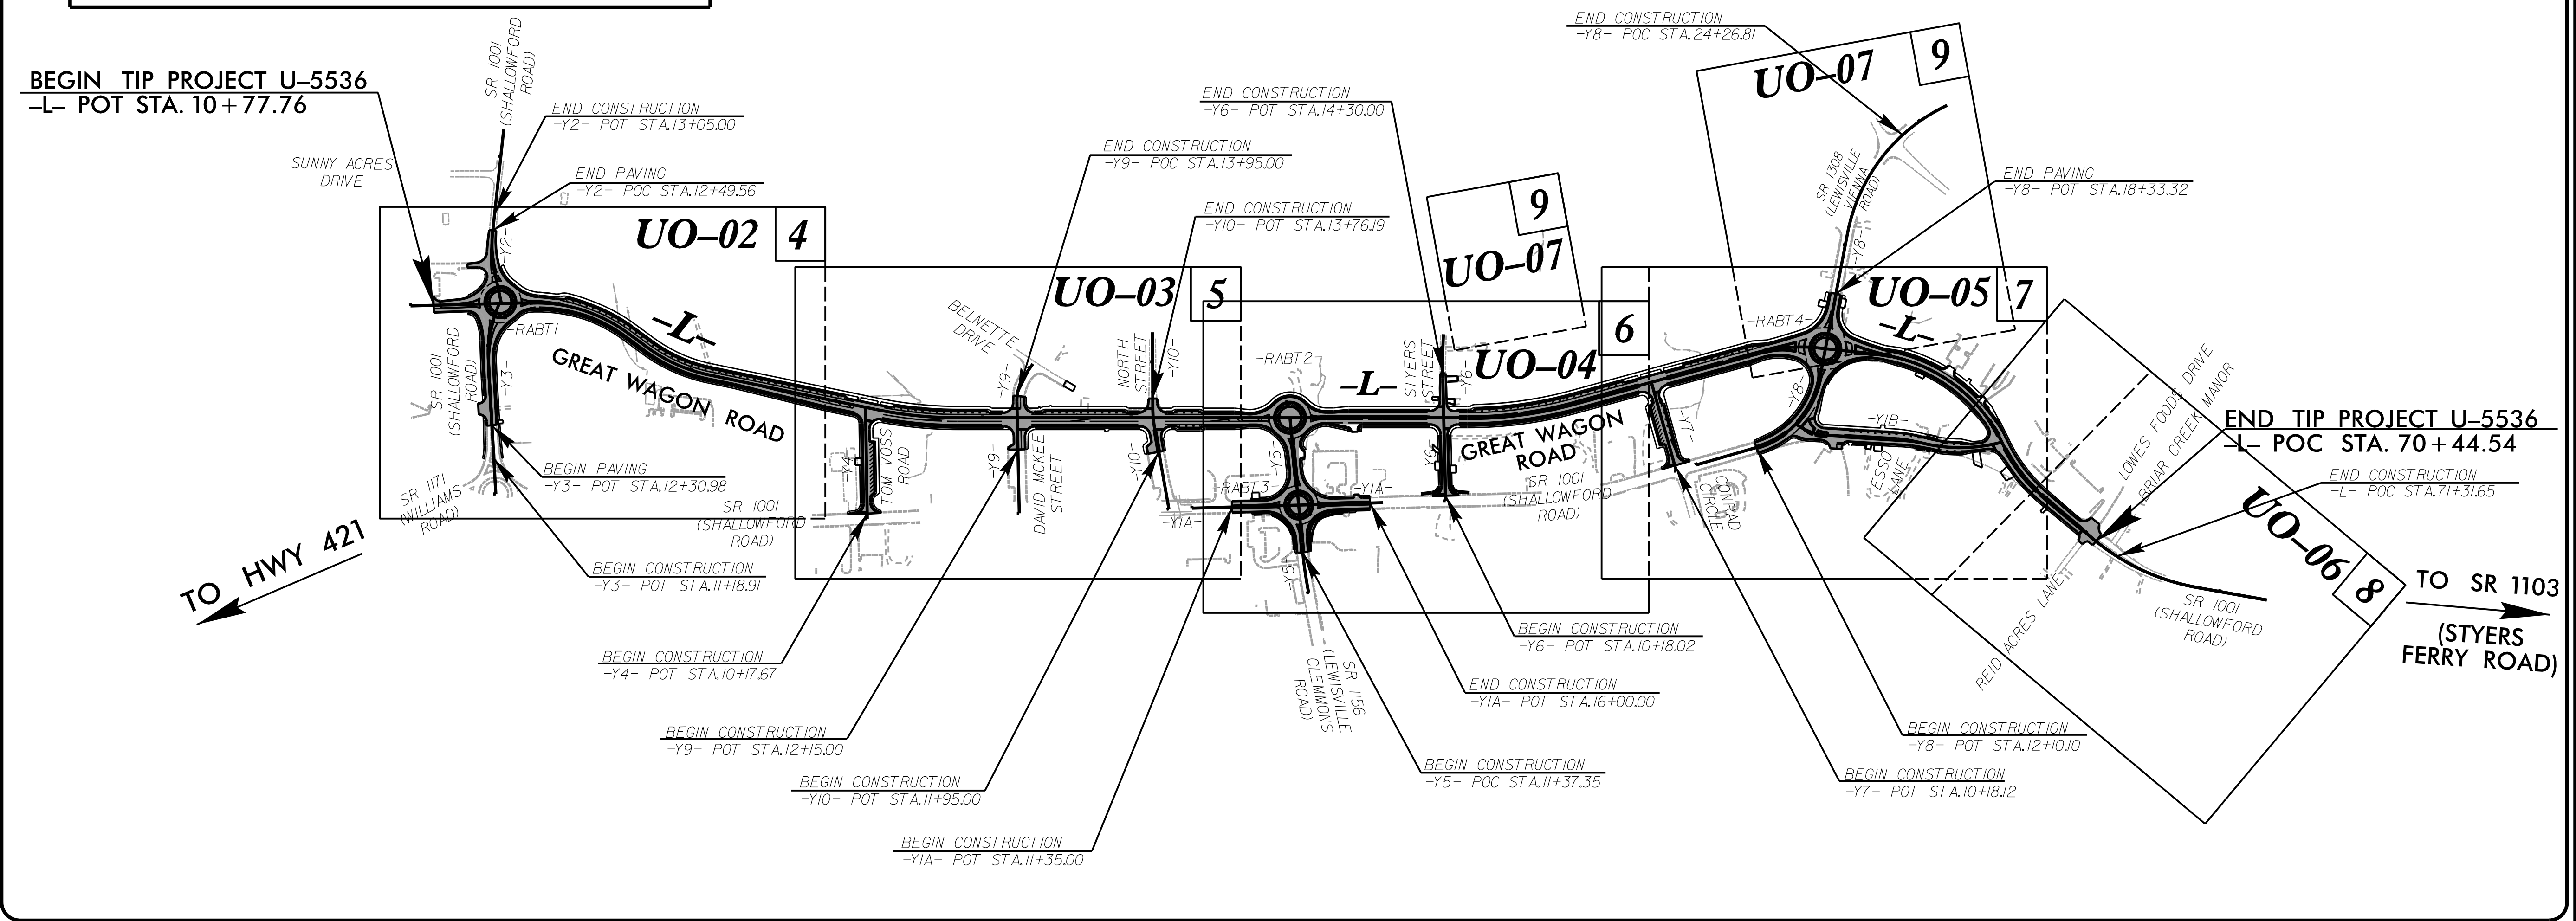 BEGIN TIP PROJECT U–5536
–L– POT STA. 10+77.76
SR 1001
(SHALLOWFORD
ROAD)
SUNNY ACRES
DRIVE
END CONSTRUCTION
-Y2- POT STA.13+05.00
END PAVING
-Y2- POC STA.12+49.56
UO–02
4
-Y2-
-RABT1-
–L–
GREAT WAGON ROAD
SR 1001
(SHALLOWFORD
ROAD)
-Y3-
BEGIN PAVING
-Y3- POT STA.12+30.98
SR 1171
(WILLIAMS
ROAD)
TO HWY 421
BEGIN CONSTRUCTION
-Y3- POT STA.11+18.91
SR 1001
(SHALLOWFORD
ROAD)
-Y4-
TOM VOSS
ROAD
BEGIN CONSTRUCTION
-Y4- POT STA.10+17.67
END CONSTRUCTION
-Y9- POC STA.13+95.00
END CONSTRUCTION
-Y10- POT STA.13+76.19
UO–03
5
BELNETTE
DRIVE
-Y9-
NORTH
STREET
-Y10-
-Y9-
DAVID MCKEE
STREET
-Y10-
-Y1A-
BEGIN CONSTRUCTION
-Y9- POT STA.12+15.00
BEGIN CONSTRUCTION
-Y10- POT STA.11+95.00
BEGIN CONSTRUCTION
-Y1A- POT STA.11+35.00
END CONSTRUCTION
-Y6- POT STA.14+30.00
9
UO–07
6
UO–04
-RABT2-
–L–
STYERS
STREET
-Y6-
-Y5-
-RABT3-
-Y1A-
-Y6-
GREAT WAGON
ROAD
SR 1001
(SHALLOWFORD
ROAD)
-Y5-
SR 1156
(LEWISVILLE
CLEMMONS
ROAD)
BEGIN CONSTRUCTION
-Y6- POT STA.10+18.02
END CONSTRUCTION
-Y1A- POT STA.16+00.00
BEGIN CONSTRUCTION
-Y5- POC STA.11+37.35
END CONSTRUCTION
-Y8- POC STA.24+26.81
UO–07
9
SR 1308
(LEWISVILLE
VIENNA
ROAD)
-Y8-
END PAVING
-Y8- POT STA.18+33.32
UO–05
7
-RABT4-
–L–
-Y8-
-Y7-
-Y1B-
CONRAD
CIRCLE
ESSO
LANE
LOWES FOODS DRIVE
BRIAR CREEK MANOR
END TIP PROJECT U–5536
–L– POC STA. 70+44.54
END CONSTRUCTION
-L- POC STA.71+31.65
UO–06
8
REID ACRES LANE
SR 1001
(SHALLOWFORD
ROAD)
TO SR 1103
(STYERS
FERRY ROAD)
BEGIN CONSTRUCTION
-Y8- POT STA.12+10.10
BEGIN CONSTRUCTION
-Y7- POT STA.10+18.12